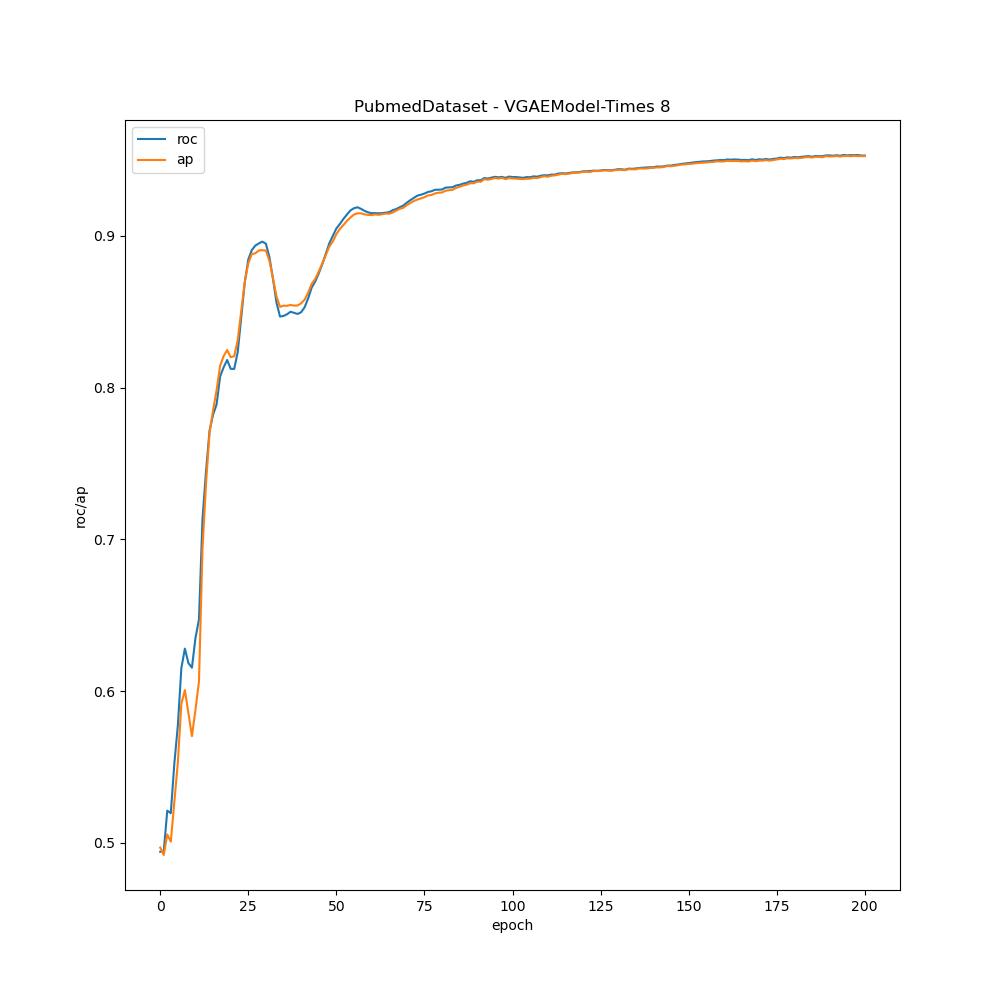 PubmedDataset - VGAEModel-Times 8
roc
ap
0.9
0.8
0.7
0.6
0.5
roc/ap
0 25 50 75 100 125 150 175 200
epoch